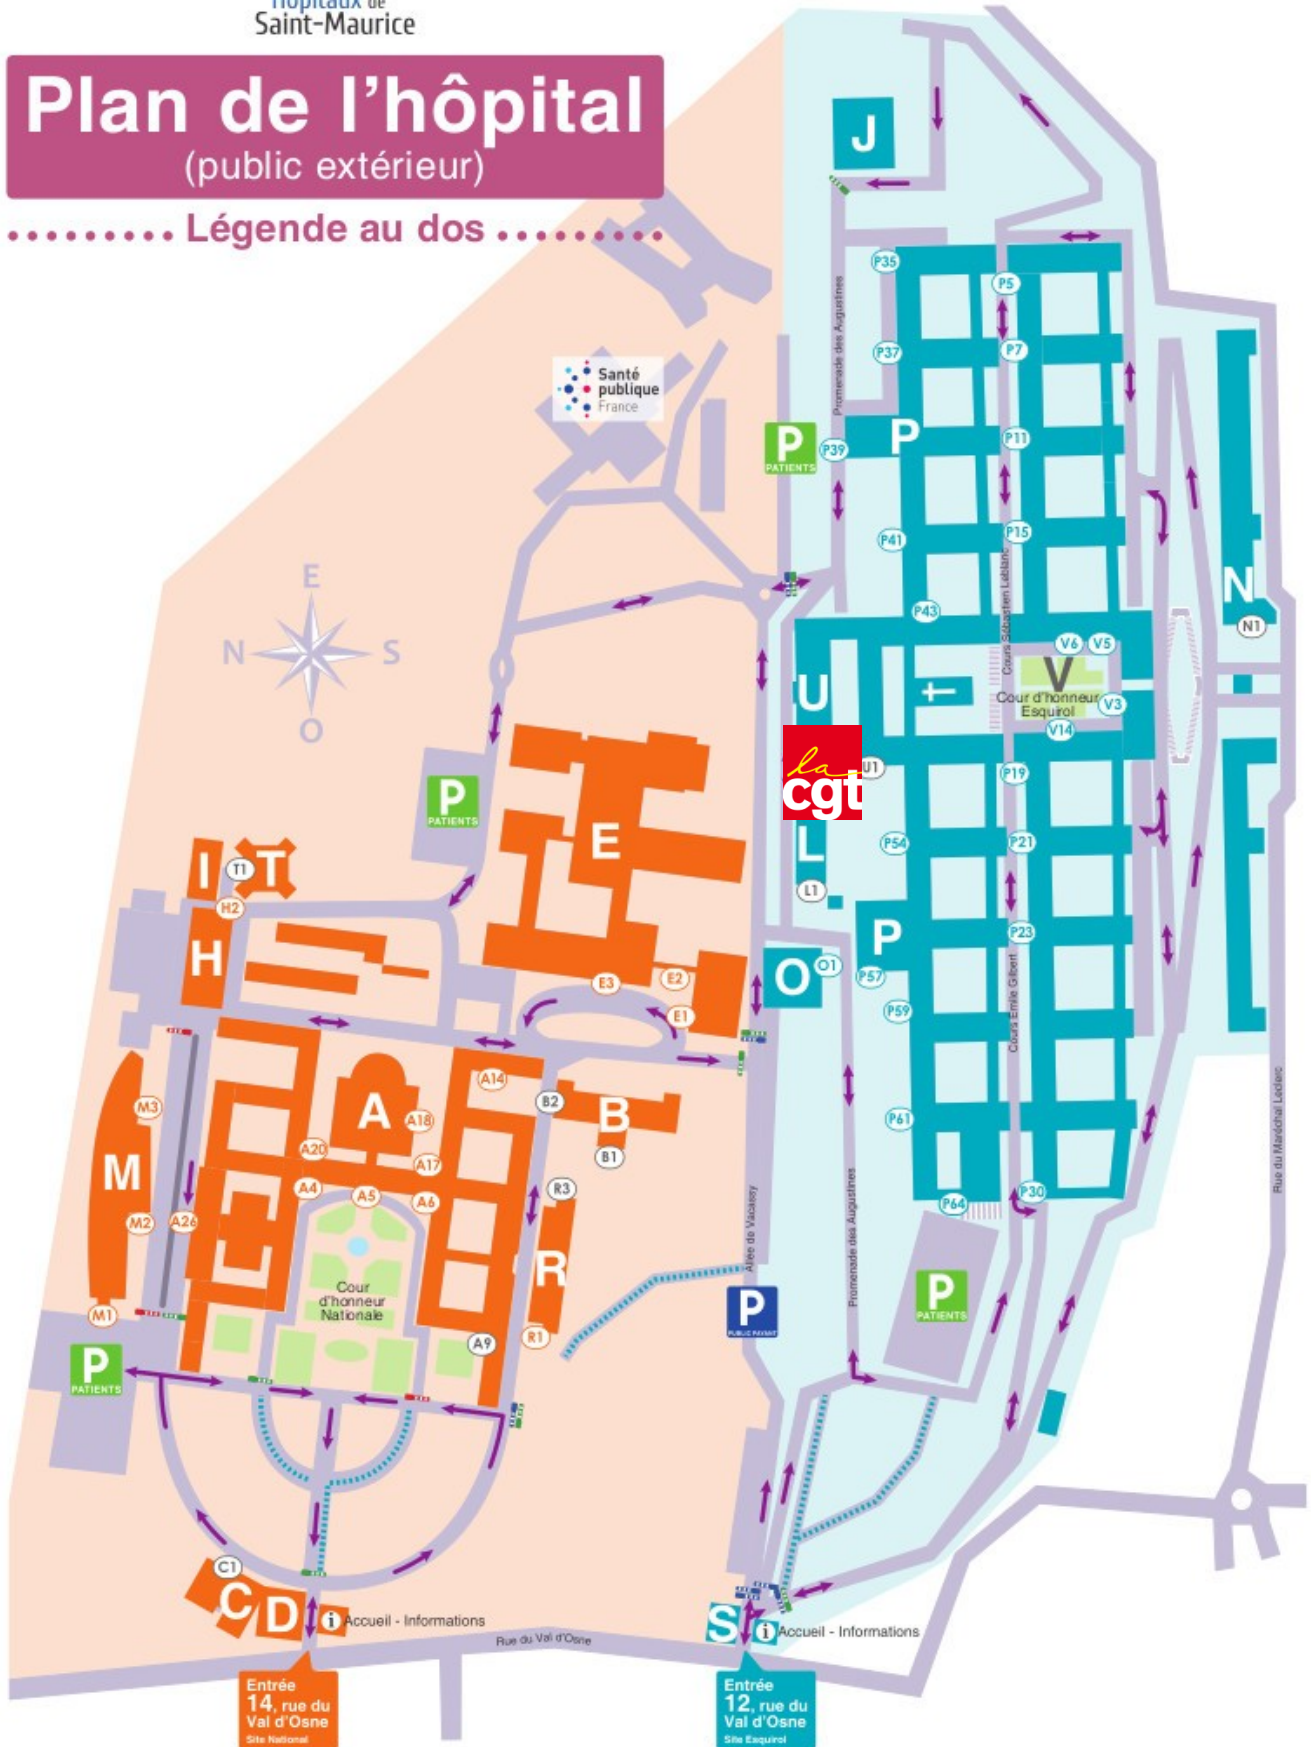 Hôpitaux de
Saint-Maurice
Plan de l'hôpital
(public extérieur)
Légende au dos
J
P35
P5
Promenade des Augustines
P37
P7
Santé
publique
France
P
PATIENTS
P39
P
P11
P41
P15
Cours Sébastien Leblanc
N
N1
P43
E
N
S
O
V6
V5
U
V
Cour d'honneur
Esquirol
V3
V14
la
cgt
U1
P19
P
PATIENTS
E
L
P54
P21
L1
I
T1
T
H2
H
P
P23
O
O1
P57
E3
E2
E1
P59
Cours Emile Gilbert
A14
M3
A
A18
B2
B
B1
P61
A20
A17
M
A4
A5
A6
R3
M2
A26
P30
P64
Rue du Maréchal Leclerc
Allée de Vacassy
Promenade des Augustines
R
Cour
d'honneur
Nationale
P
PUBLIC PAYANT
P
PATIENTS
M1
A9
R1
P
PATIENTS
C1
C
D
i Accueil - Informations
S
i Accueil - Informations
Rue du Val d'Osne
Entrée
14, rue du
Val d'Osne
Site National
Entrée
12, rue du
Val d'Osne
Site Esquirol